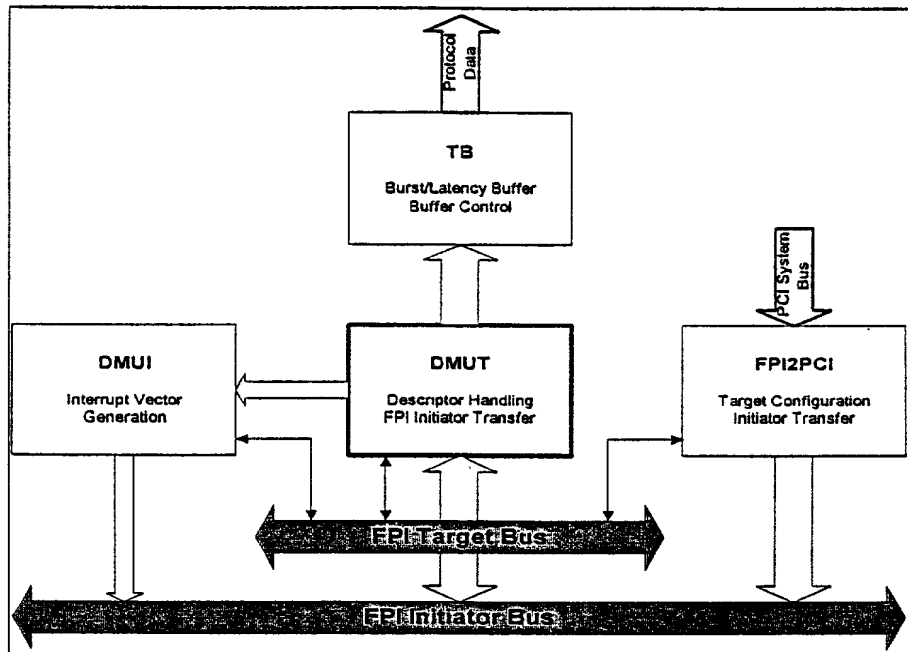 Protocol
Data
TB
Burst/Latency Buffer
Buffer Control
PCI System
Bus
DMUI
Interrupt Vector
Generation
DMUT
Descriptor Handling
FPI Initiator Transfer
FPI2PCI
Target Configuration
Initiator Transfer
FPI Target Bus
FPI Initiator Bus